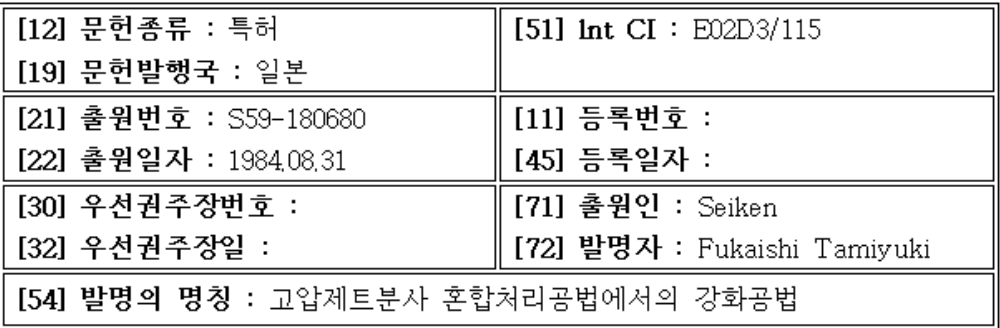 [12] 문헌종류 : 특허
[19] 문헌발행국 : 일본
[51] Int CI : E02D3/115
[21] 출원번호 : S59-180680
[22] 출원일자 : 1984.08.31
[11] 등록번호 :
[45] 등록일자 :
[30] 우선권주장번호 :
[32] 우선권주장일 :
[71] 출원인 : Seiken
[72] 발명자 : Fukaishi Tamiyuki
[54] 발명의 명칭 : 고압제트분사 혼합처리공법에서의 강화공법